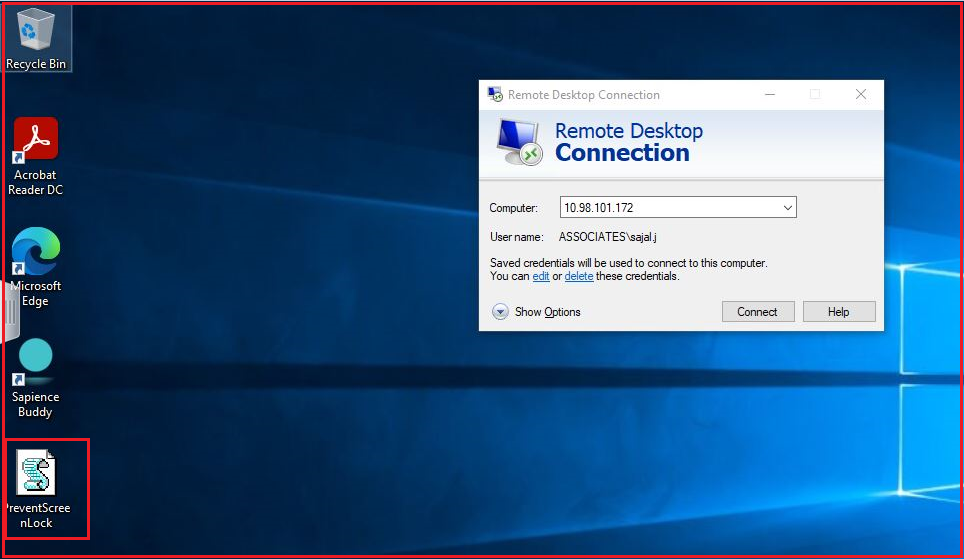 Recycle Bin
Acrobat
Reader DC
Microsoft
Edge
Sapience
Buddy
PreventScree
nLock
Remote Desktop Connection
Remote Desktop
Connection
Computer: 10.98.101.172
User name: ASSOCIATES\sajal.j
Saved credentials will be used to connect to this computer.
You can edit or delete these credentials.
Show Options
Connect
Help